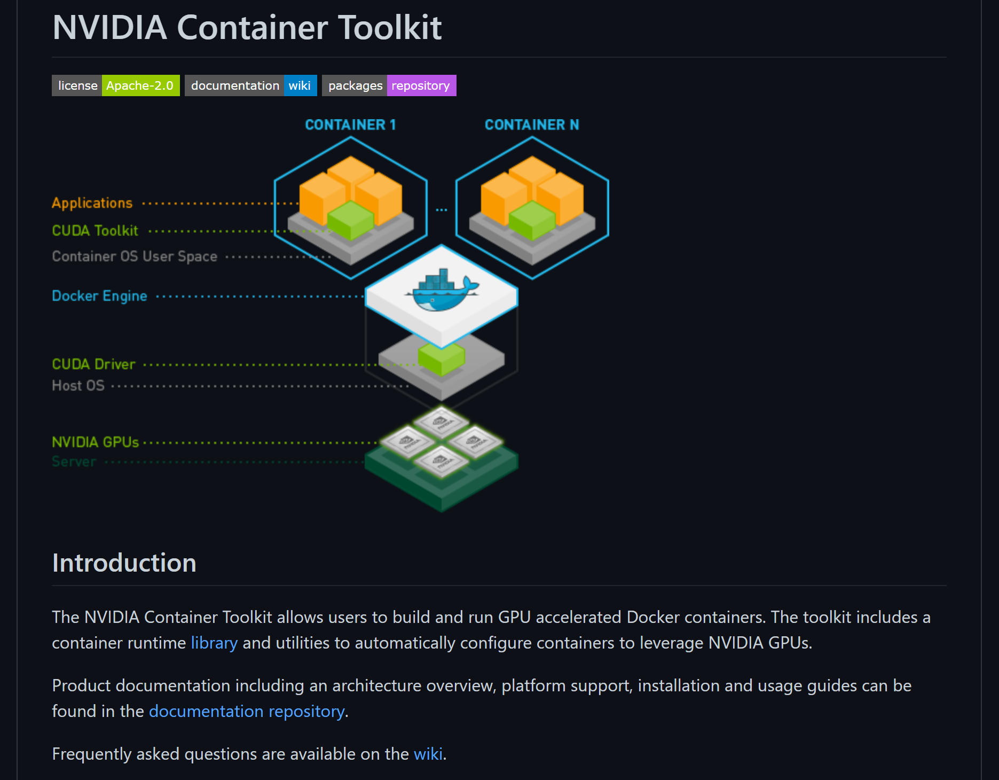 NVIDIA Container Toolkit
license Apache-2.0 documentation wiki packages repository
CONTAINER 1 CONTAINER N
Applications
...
CUDA Toolkit
Container OS User Space
Docker Engine
CUDA Driver
Host OS
NVIDIA
NVIDIA NVIDIA
NVIDIA GPUs
NVIDIA
Server
Introduction
The NVIDIA Container Toolkit allows users to build and run GPU accelerated Docker containers. The toolkit includes a
container runtime library and utilities to automatically configure containers to leverage NVIDIA GPUs.
Product documentation including an architecture overview, platform support, installation and usage guides can be
found in the documentation repository.
Frequently asked questions are available on the wiki.